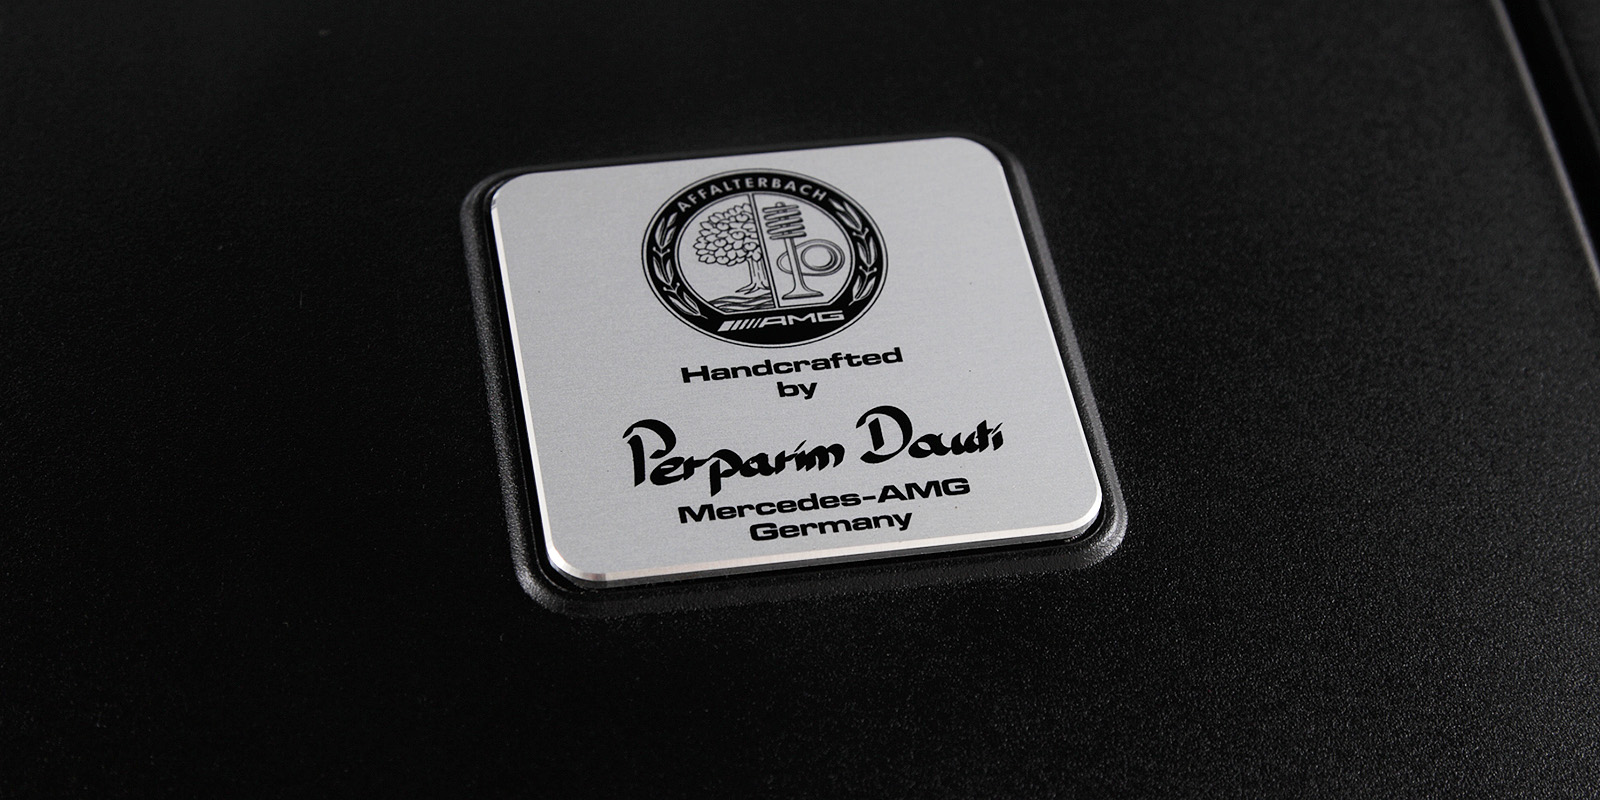 AFFALTERBACH
AMG
Handcrafted
by
Perparim Dauti
Mercedes-AMG
Germany